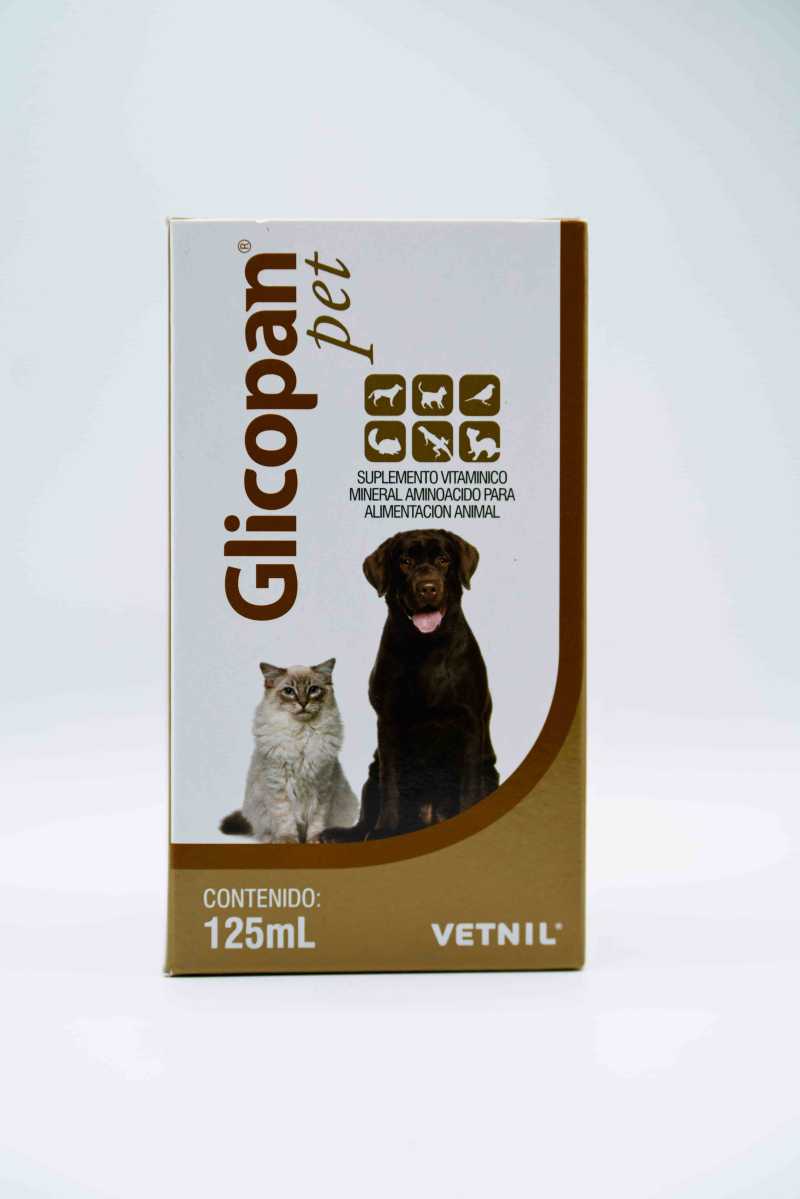 Glicopan®
pet
SUPLEMENTO VITAMINICO
MINERAL AMINOACIDO PARA
ALIMENTACION ANIMAL
CONTENIDO:
125mL
VETNIL®